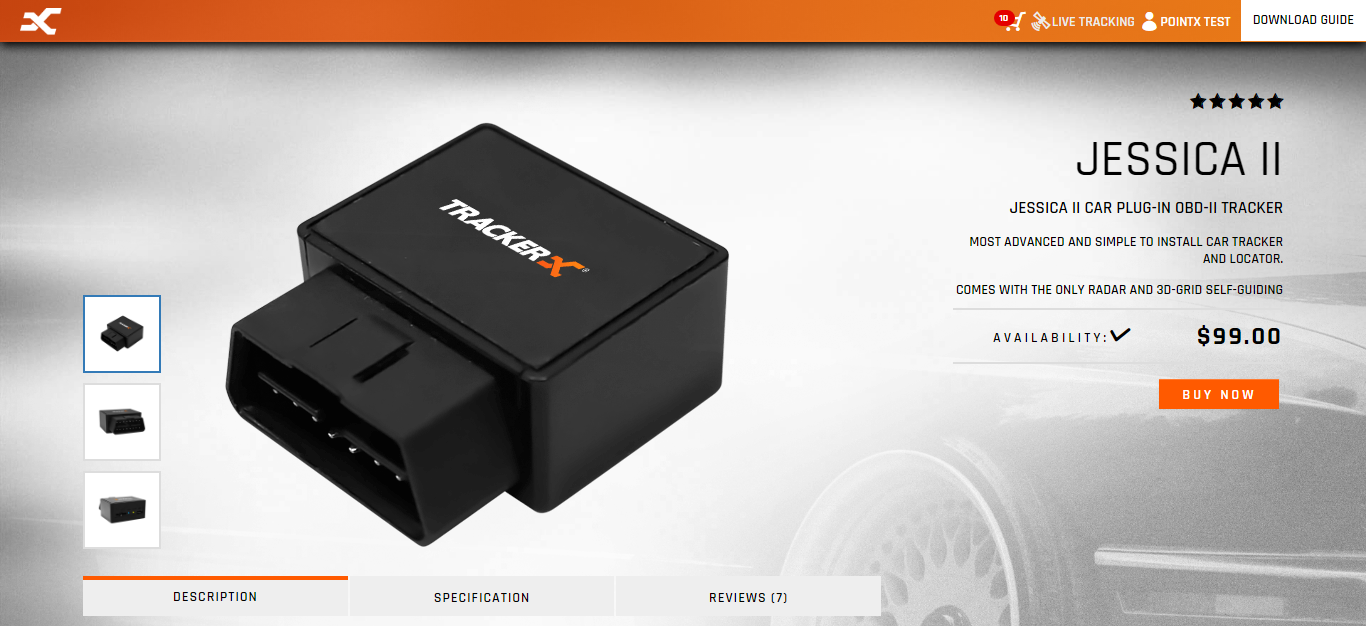 10
LIVE TRACKING
POINTX TEST
DOWNLOAD GUIDE
JESSICA II
JESSICA II CAR PLUG-IN OBD-II TRACKER
MOST ADVANCED AND SIMPLE TO INSTALL CAR TRACKER
AND LOCATOR.
COMES WITH THE ONLY RADAR AND 3D-GRID SELF-GUIDING
AVAILABILITY:
$99.00
BUY NOW
TRACKERX®
DESCRIPTION
SPECIFICATION
REVIEWS (7)